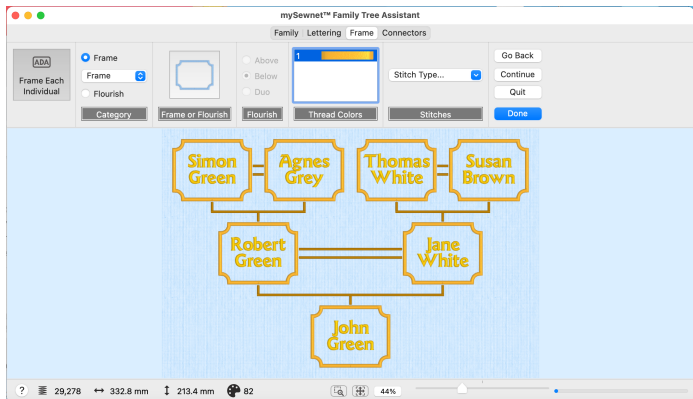 mySewnet™ Family Tree Assistant
Family Lettering Frame Connectors
ADA
Frame Each
Individual
Frame
Frame
Flourish
Category
Frame or Flourish
Above
Below
Duo
Flourish
1
Thread Colors
Stitch Type...
Stitches
Go Back
Continue
Quit
Done
Simon
Green
Agnes
Grey
Thomas
White
Susan
Brown
Robert
Green
Jane
White
John
Green
? 29,278 332.8 mm 213.4 mm 82 44%